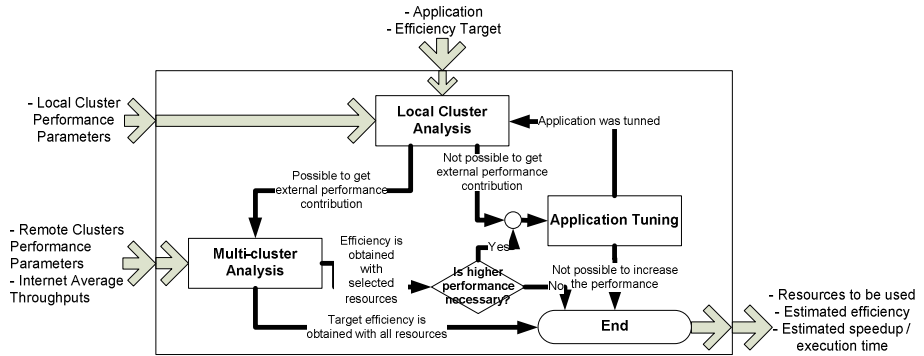 - Application
- Efficiency Target
- Local Cluster
Performance
Parameters
Local Cluster
Analysis
Application was tunned
Not possible to get
external performance
contribution
Possible to get
external performance
contribution
Application Tuning
- Remote Clusters
Performance
Parameters
- Internet Average
Throughputs
Multi-cluster
Analysis
Efficiency is
obtained
with
selected
resources
Yes
Is higher
performance
necessary?
No
Not possible to increase
the performance
Target efficiency is
obtained with all resources
End
- Resources to be used
- Estimated efficiency
- Estimated speedup /
execution time